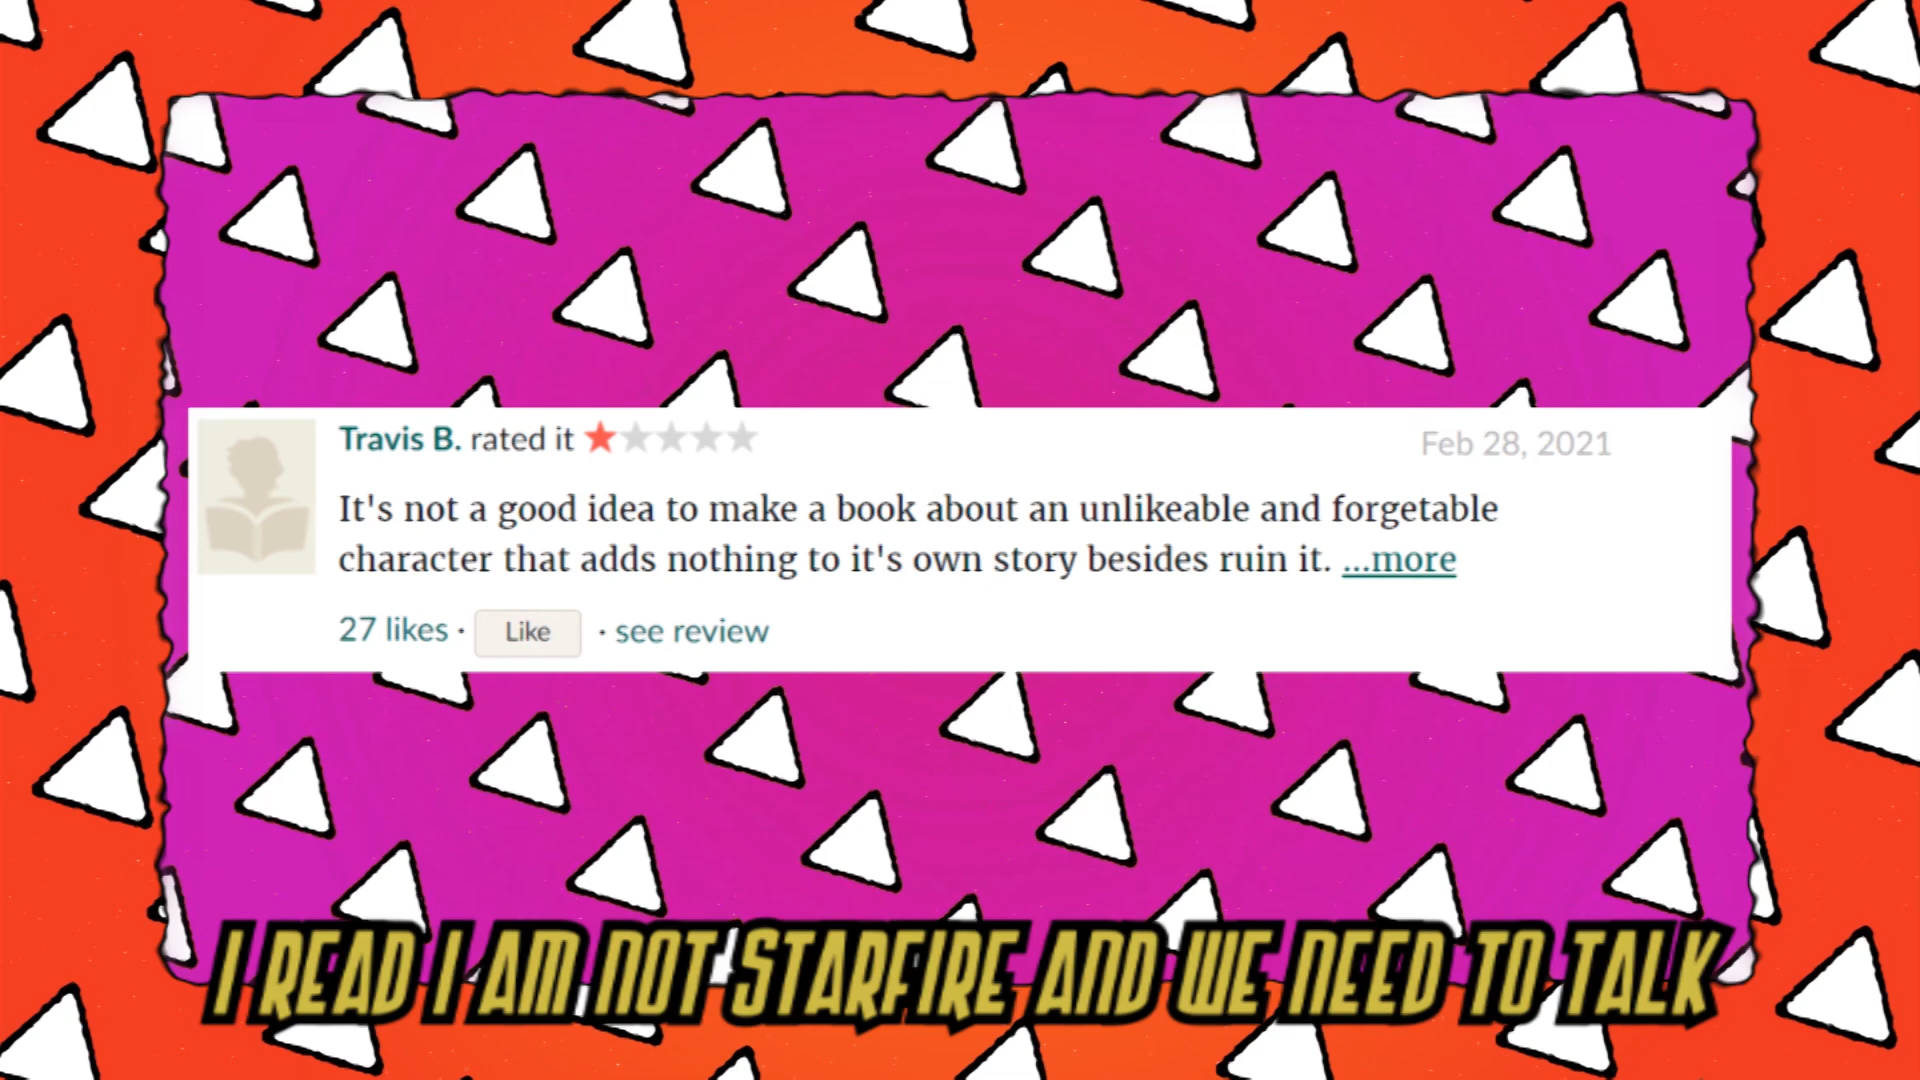 Travis B. rated it
Feb 28, 2021
It's not a good idea to make a book about an unlikeable and forgetable
character that adds nothing to it's own story besides ruin it. ...more
27 likes · Like · see review
I READ I AM NOT STARFIRE AND WE NEED TO TALK